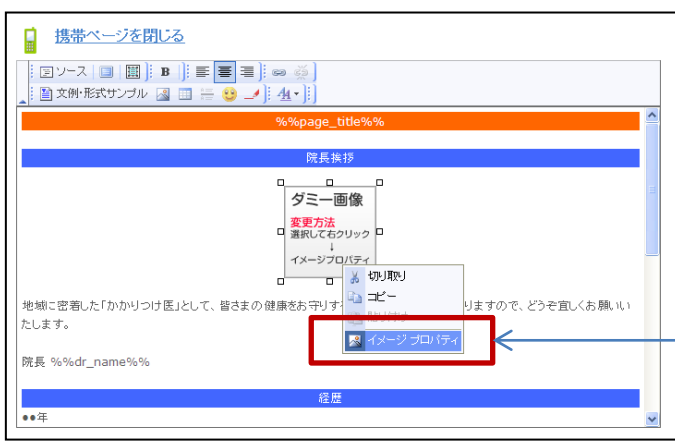 携帯ページを閉じる
ソース B
文例・形式サンプル
%%page_title%%
院長挨拶
ダミー画像
変更方法
選択して右クリック
↓
イメージプロパティ
切り取り
コピー
地域に密着した「かかりつけ医」として、皆さまの健康をお守りす りますので、どうぞ宜しくお願いい
たします。
イメージ プロパティ
院長 %%dr_name%%
経歴
●●年